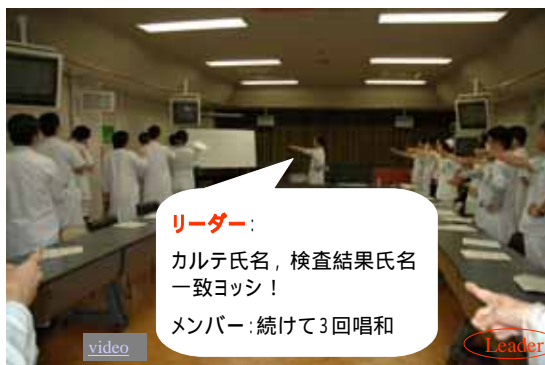 リーダー:
カルテ氏名, 検査結果氏名
一致ヨッシ!
メンバー:続けて3回唱和
video
Leader